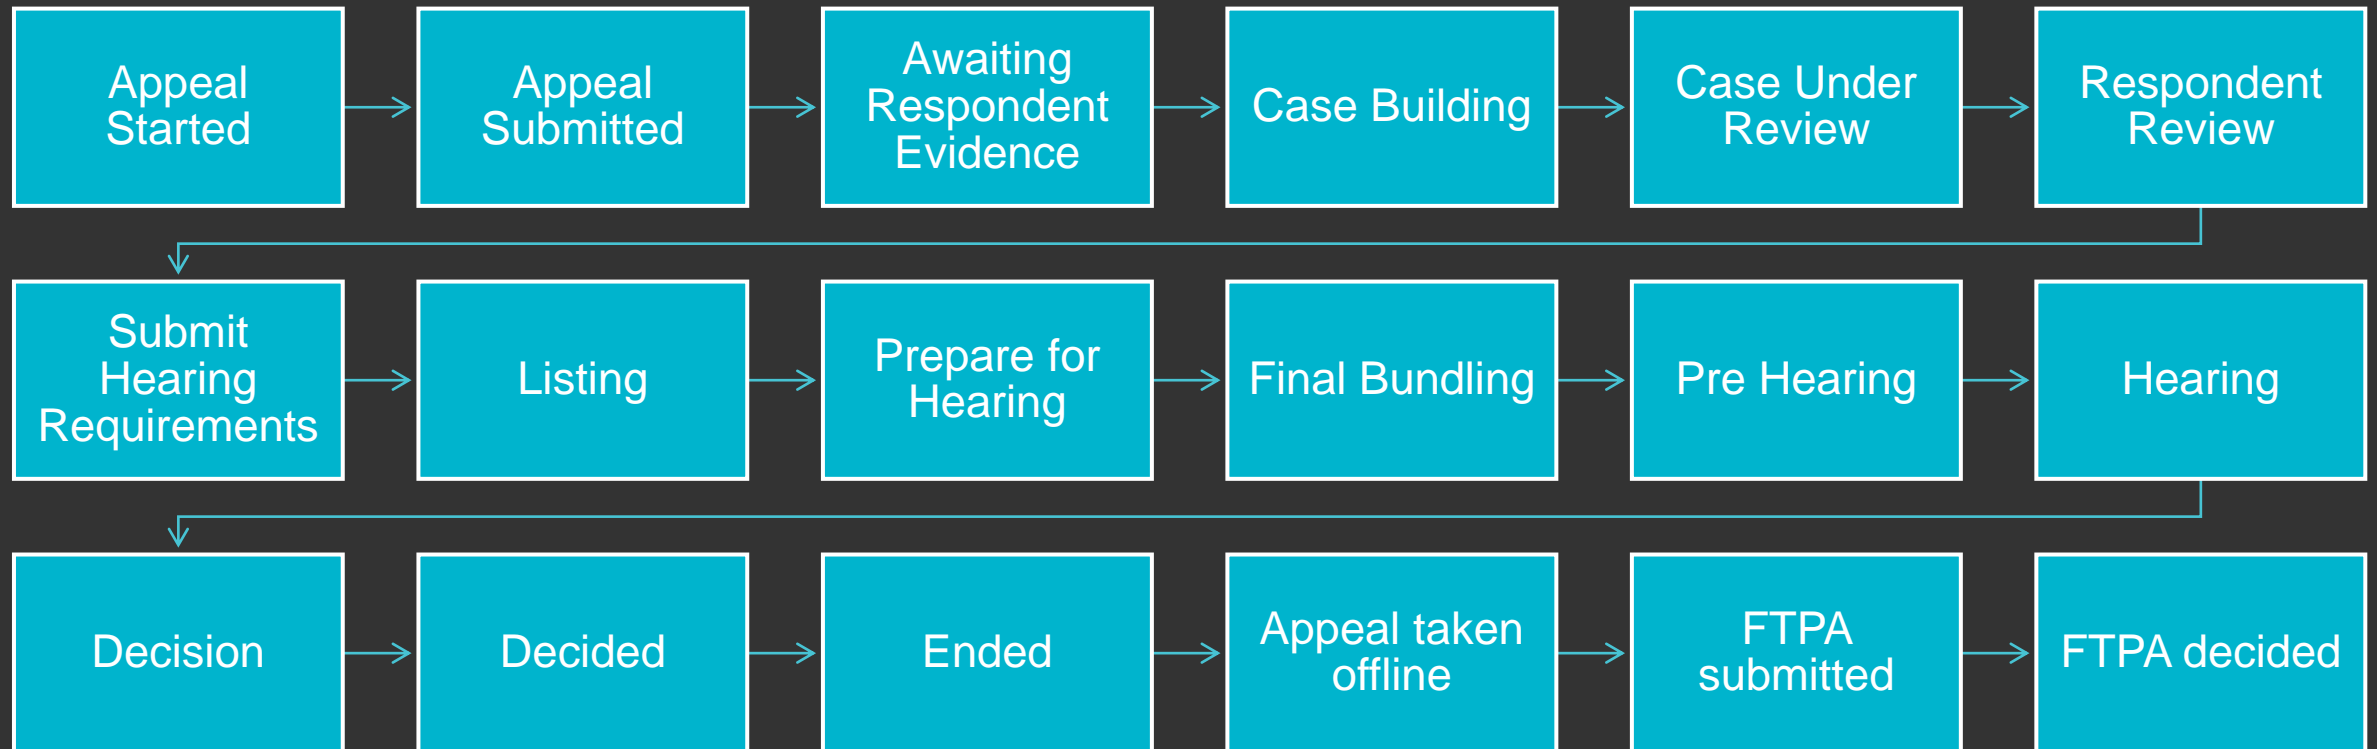 Appeal
Started
Appeal
Submitted
Awaiting
Respondent
Evidence
Case Building
Case Under
Review
Respondent
Review
Submit
Hearing
Requirements
Listing
Prepare for
Hearing
Final Bundling
Pre Hearing
Hearing
Decision
Decided
Ended
Appeal taken
offline
FTPA
submitted
FTPA decided